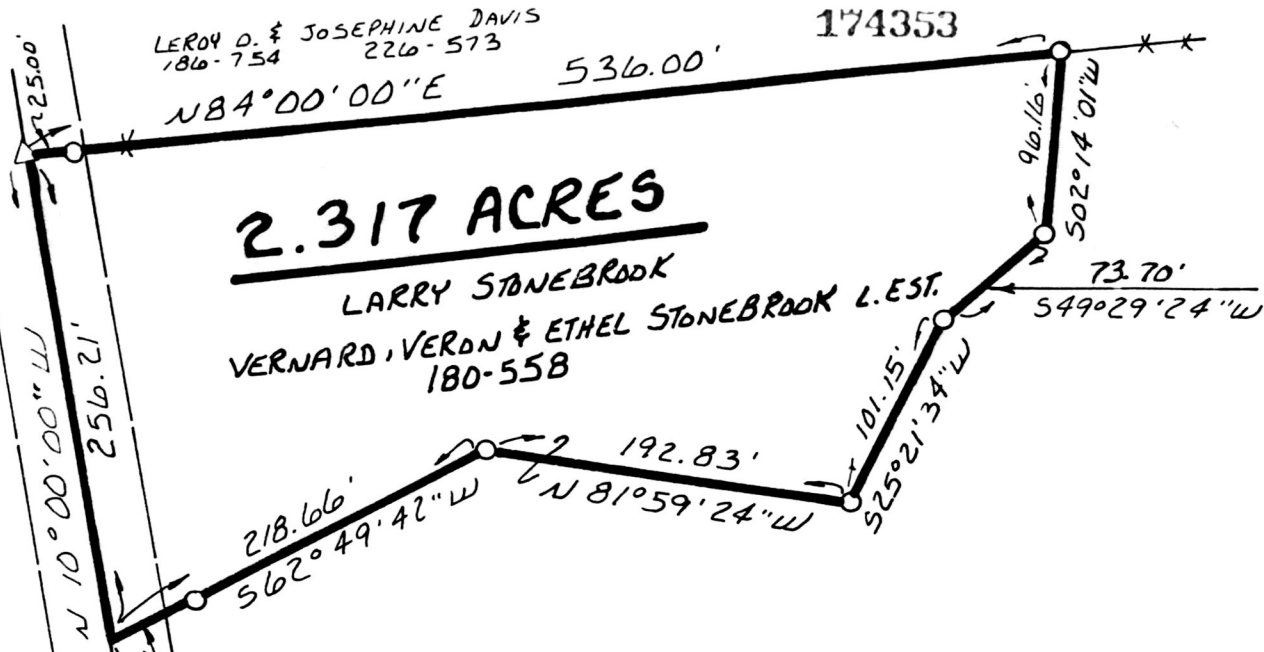 174353
LEROY D. & JOSEPHINE DAVIS
186-754 226-573
25.00'
N84°00'00"E 536.00'
96.16'
S02°14'01"W
2.317 ACRES
LARRY STONEBROOK
VERNARD, VERON & ETHEL STONEBROOK L.EST.
180-558
73.70'
S49°29'24"W
101.15'
S25°21'34"W
192.83'
N 81°59'24"W
218.66'
S62°49'42"W
256.21'
N 10°00'00"W